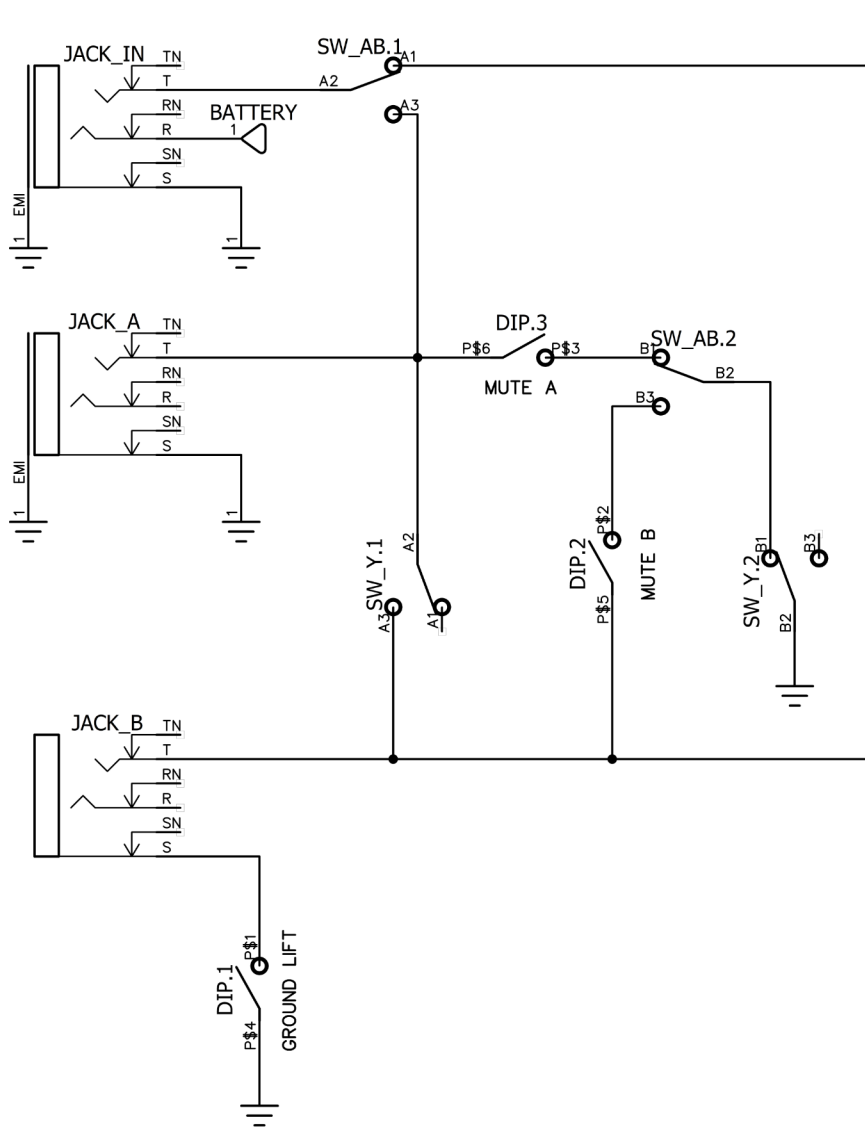 JACK_IN
TN
T
RN
R
SN
S
EMI
1
1
BATTERY
1
SW_AB.1
A1
A2
A3
JACK_A
TN
T
RN
R
SN
S
EMI
1
1
DIP.3
P$6
P$3
MUTE A
SW_AB.2
B1
B2
B3
SW_Y.1
A2
A3
A1
DIP.2
P$2
P$5
MUTE B
SW_Y.2
B1
B3
B2
JACK_B
TN
T
RN
R
SN
S
DIP.1
P$1
P$4
GROUND LIFT